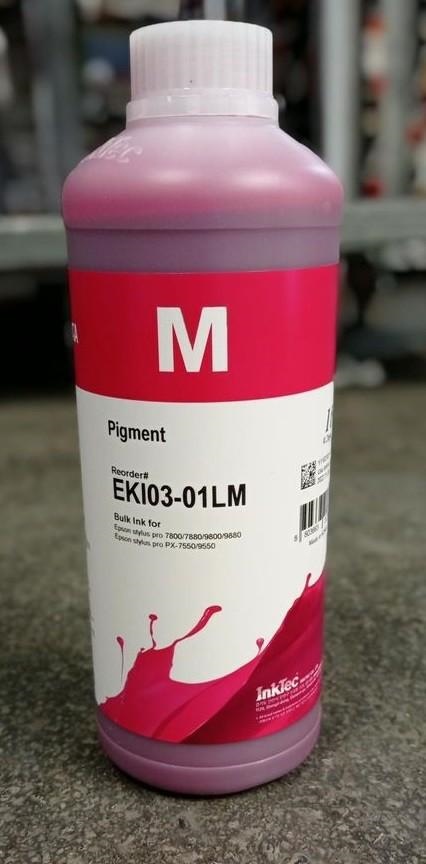 InkTec
M
Pigment
Reorder#
EKI03-01LM
Bulk Ink for
Epson stylus pro 7800/7880/9800/9880
Epson stylus pro PX-7550/9550
InkTec